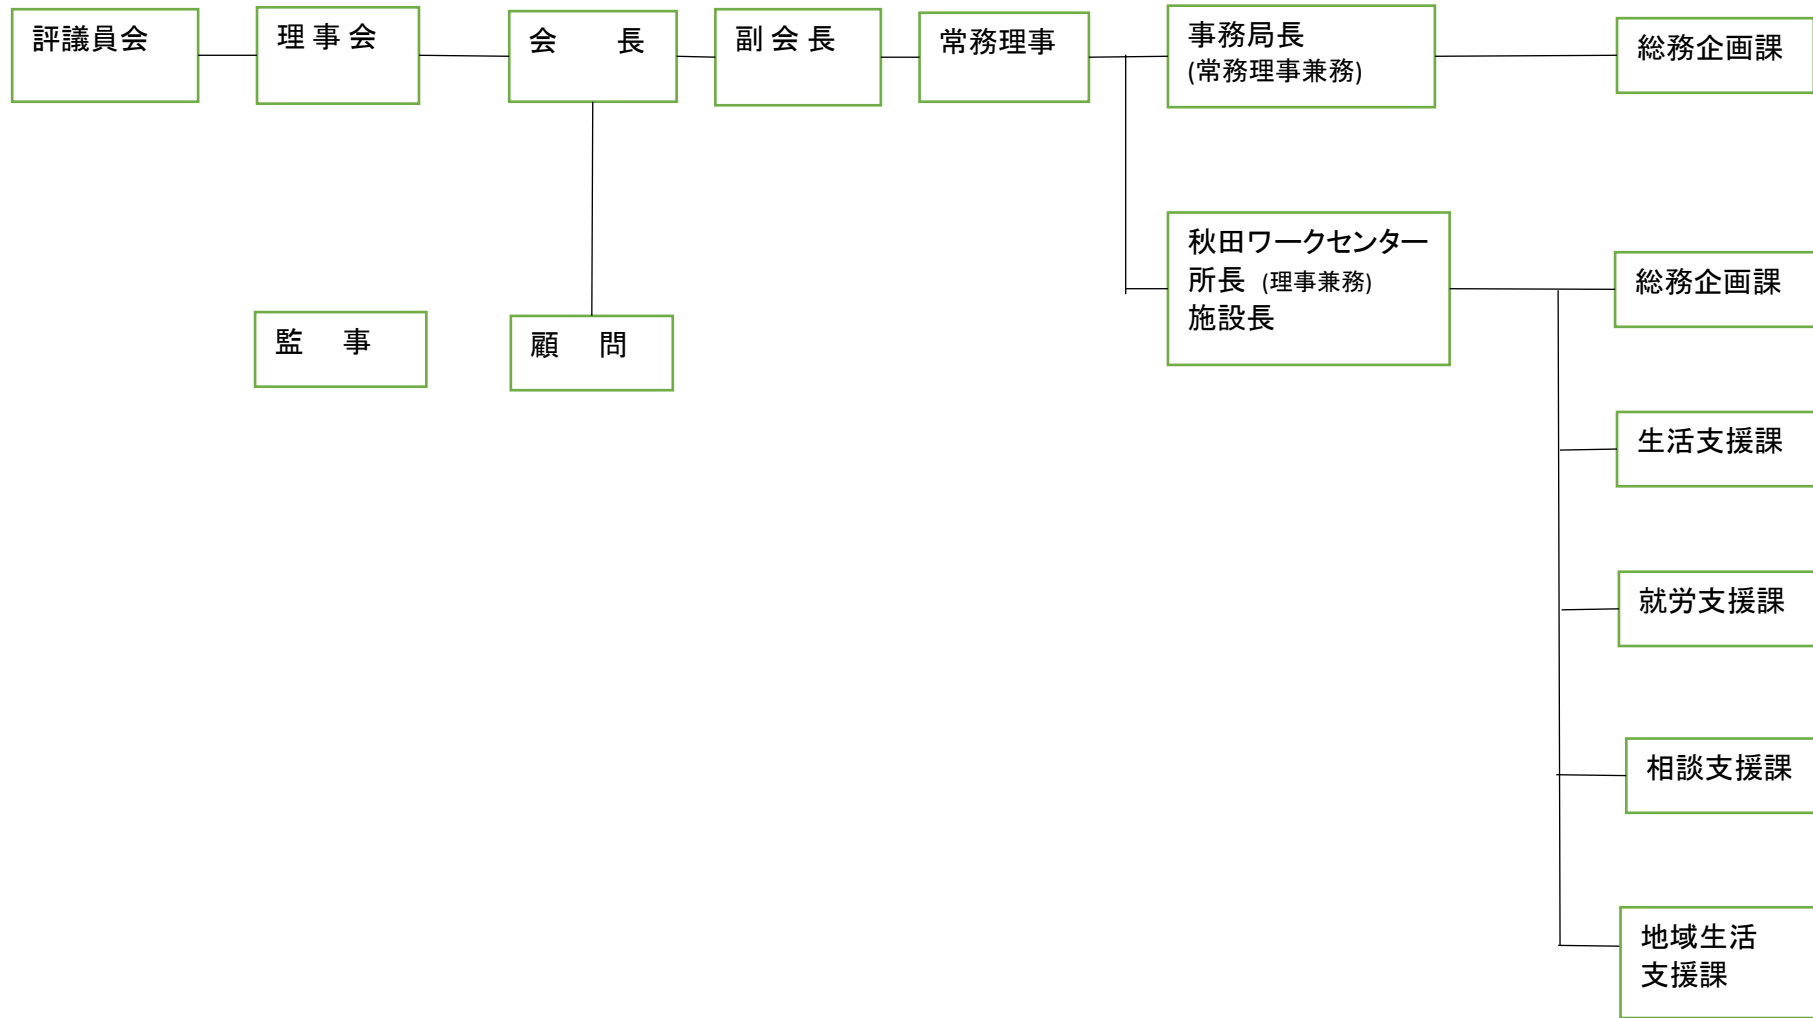 評議員会
理 事 会
会　　長
副 会 長
常務理事
事務局長
(常務理事兼務)
総務企画課
秋田ワークセンター
所長 (理事兼務)
施設長
総務企画課
監　事
顧　問
生活支援課
就労支援課
相談支援課
地域生活
支援課